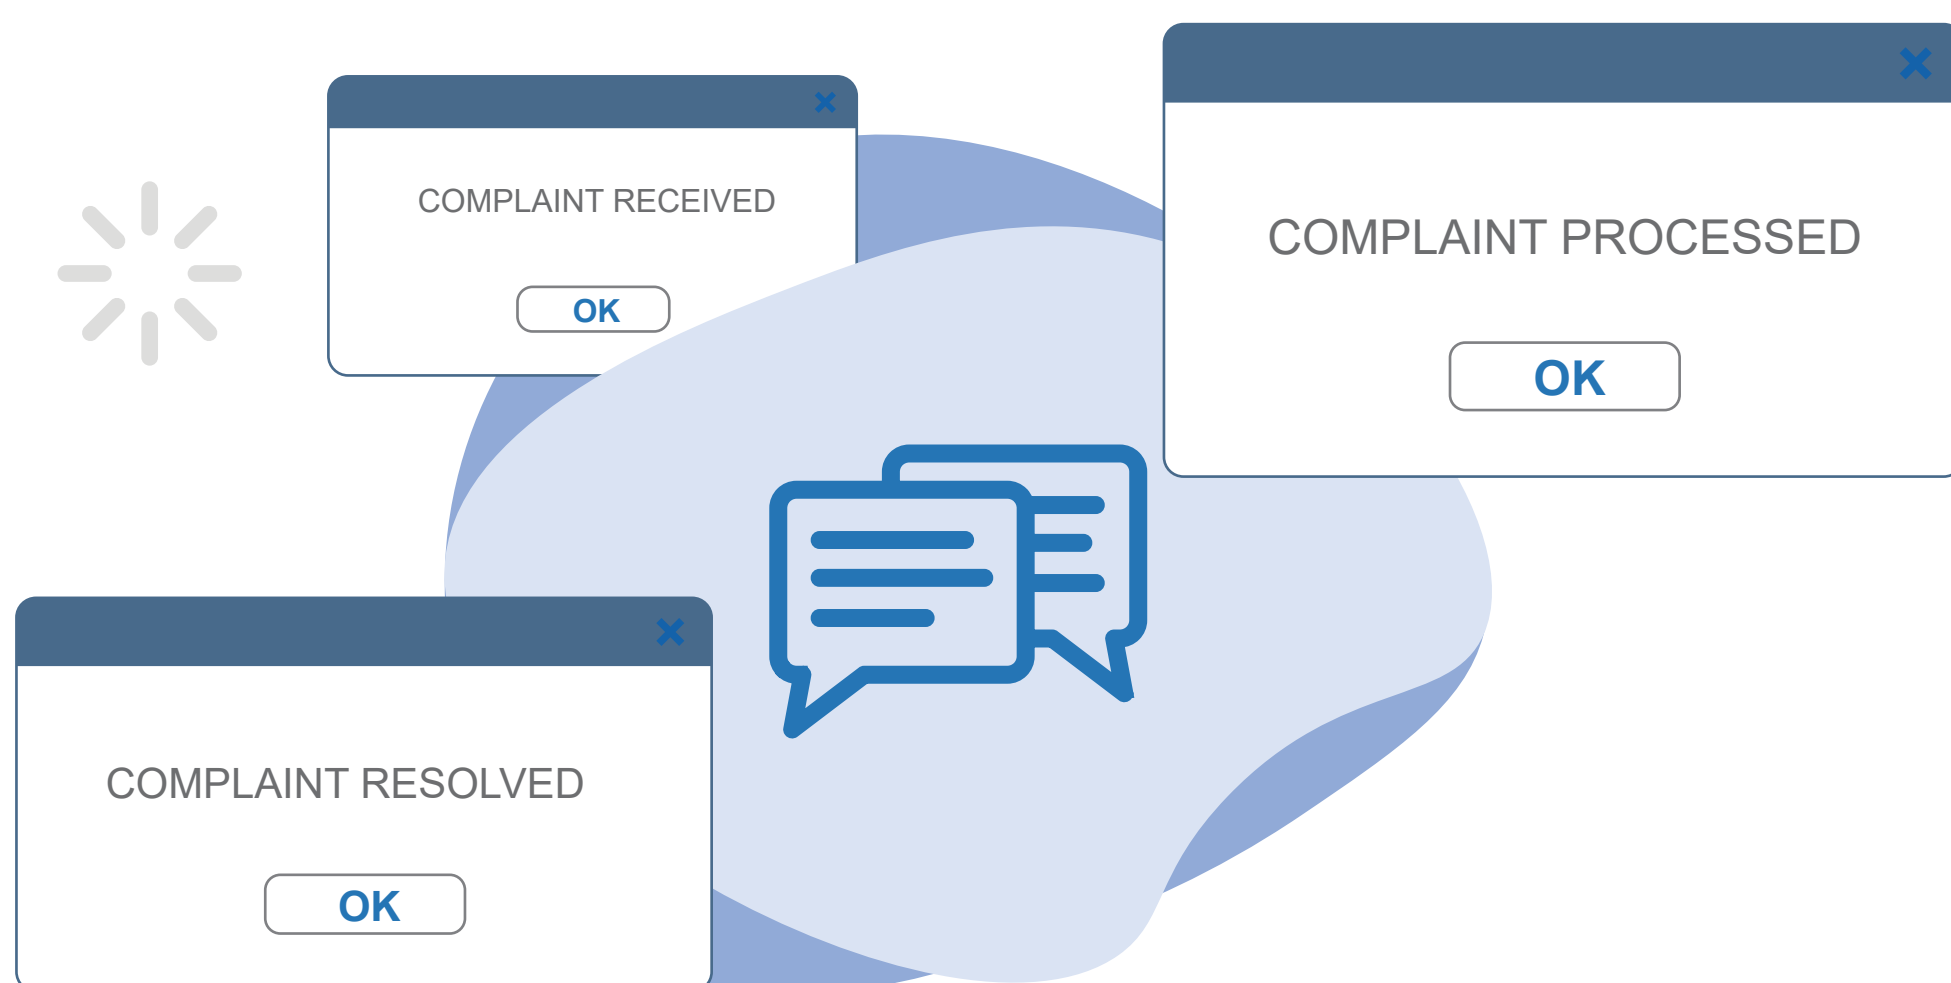 COMPLAINT RECEIVED
OK
COMPLAINT PROCESSED
OK
COMPLAINT RESOLVED
OK